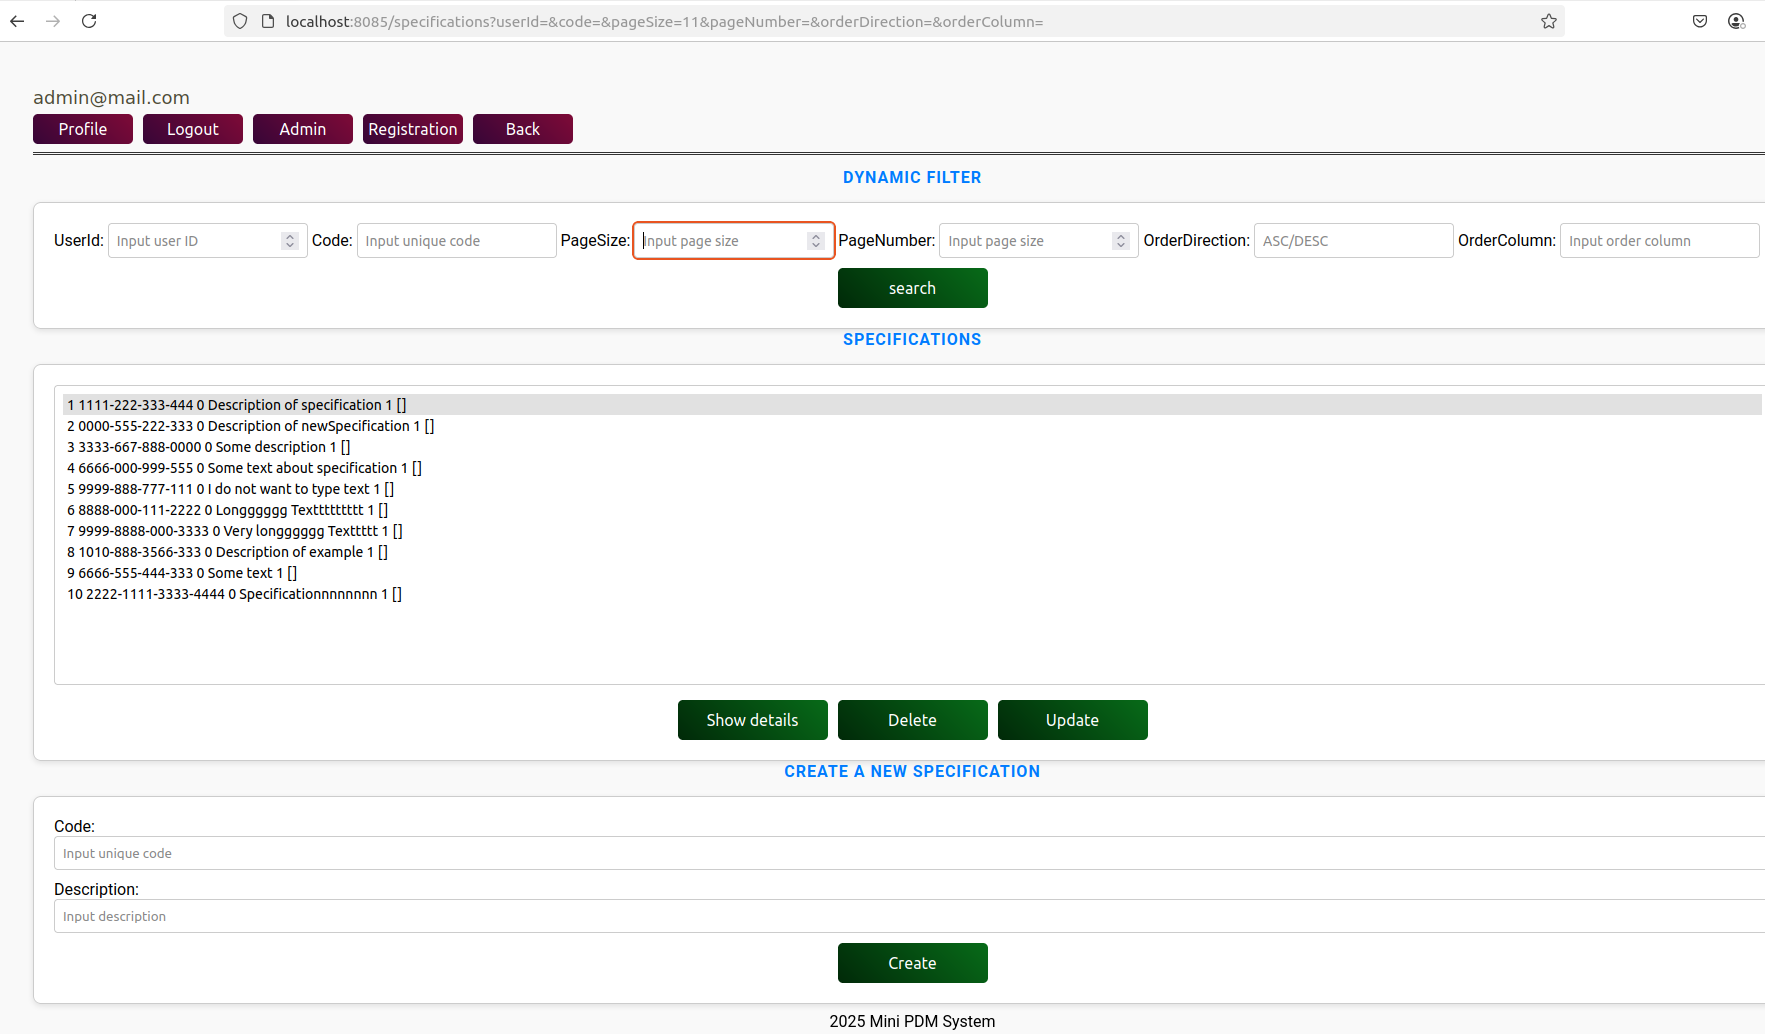 localhost:8085/specifications?userId=&code=&pageSize=11&pageNumber=&orderDirection=&orderColumn=
admin@mail.com
Profile Logout Admin Registration Back
DYNAMIC FILTER
UserId: Input user ID Code: Input unique code PageSize: Input page size PageNumber: Input page size OrderDirection: ASC/DESC OrderColumn: Input order column
search
SPECIFICATIONS
1 1111-222-333-444 0 Description of specification 1 []
2 0000-555-222-333 0 Description of newSpecification 1 []
3 3333-667-888-0000 0 Some description 1 []
4 6666-000-999-555 0 Some text about specification 1 []
5 9999-888-777-111 0 I do not want to type text 1 []
6 8888-000-111-2222 0 Longggggg Texttttttttt 1 []
7 9999-8888-000-3333 0 Very longggggg Texttttt 1 []
8 1010-888-3566-333 0 Description of example 1 []
9 6666-555-444-333 0 Some text 1 []
10 2222-1111-3333-4444 0 Specificationnnnnnnn 1 []
Show details Delete Update
CREATE A NEW SPECIFICATION
Code:
Input unique code
Description:
Input description
Create
2025 Mini PDM System